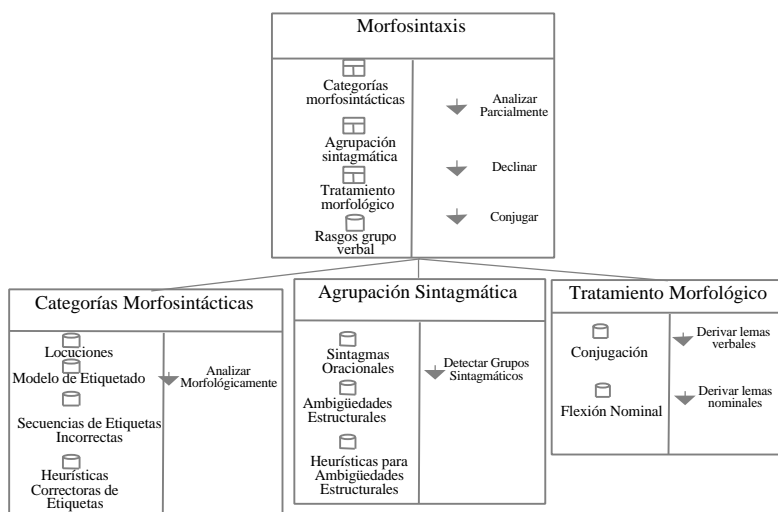 Morfosintaxis
Categorías
morfosintácticas
Agrupación
sintagmática
Tratamiento
morfológico
Rasgos grupo
verbal
Analizar
Parcialmente
Declinar
Conjugar
Categorías Morfosintácticas
Locuciones
Modelo de Etiquetado
Secuencias de Etiquetas
Incorrectas
Heurísticas
Correctoras de
Etiquetas
Analizar
Morfológicamente
Agrupación Sintagmática
Sintagmas
Oracionales
Ambigüedades
Estructurales
Heurísticas para
Ambigüedades
Estructurales
Detectar Grupos
Sintagmáticos
Tratamiento Morfológico
Conjugación
Flexión Nominal
Derivar lemas
verbales
Derivar lemas
nominales